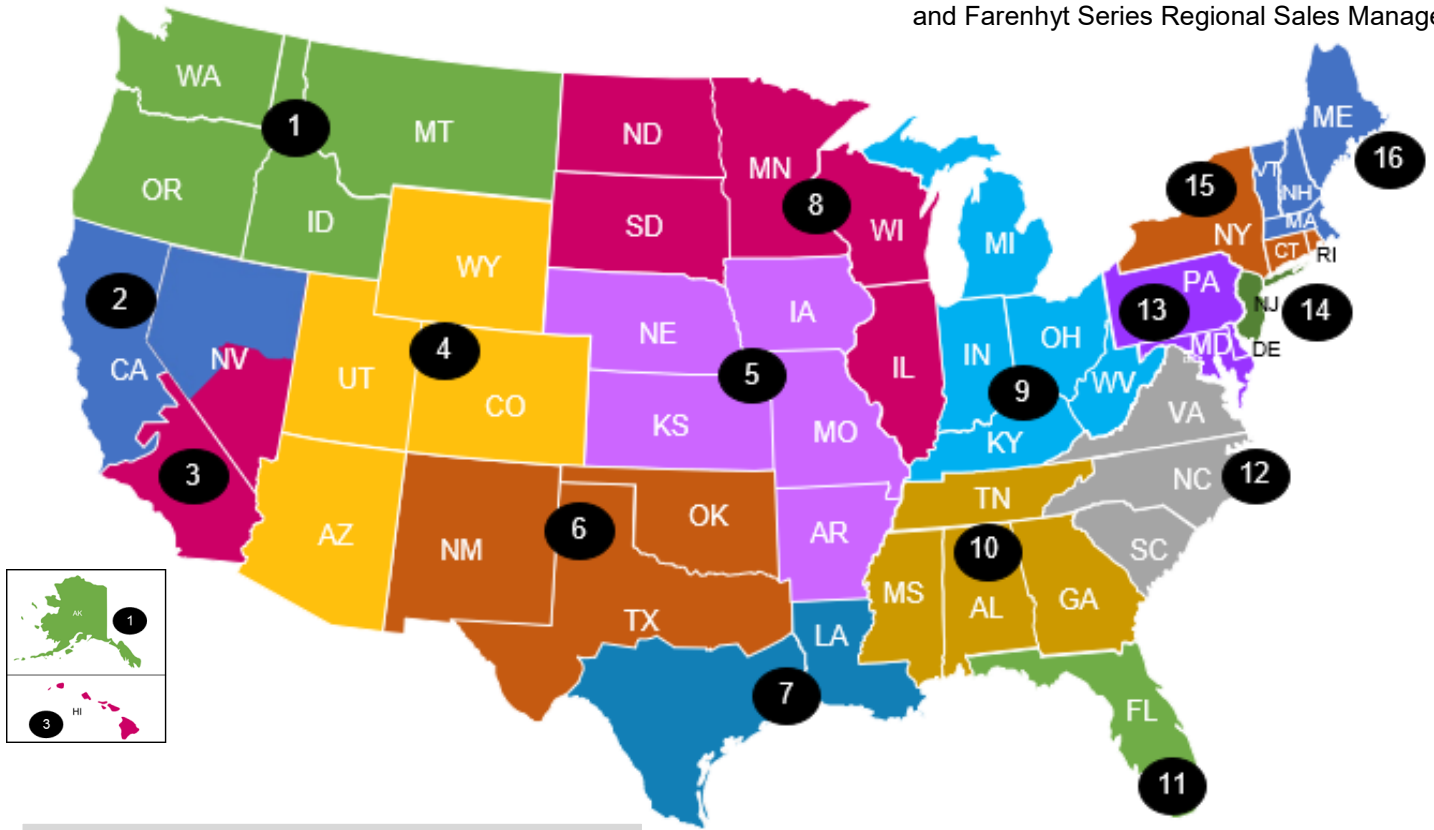 and Farenhyt Series Regional Sales Manage
WA
MT
ND
MN
ME
1
16
OR
ID
SD
8
WI
MI
15
VT
NH
MA
NY
CT
RI
WY
2
NE
IA
PA
13
NJ
14
CA
NV
4
UT
CO
5
IL
IN
OH
9
WV
MD
DE
KS
MO
KY
VA
3
AZ
NM
6
OK
AR
TN
NC
12
10
SC
MS
AL
GA
TX
LA
7
FL
11
AK
1
HI
3